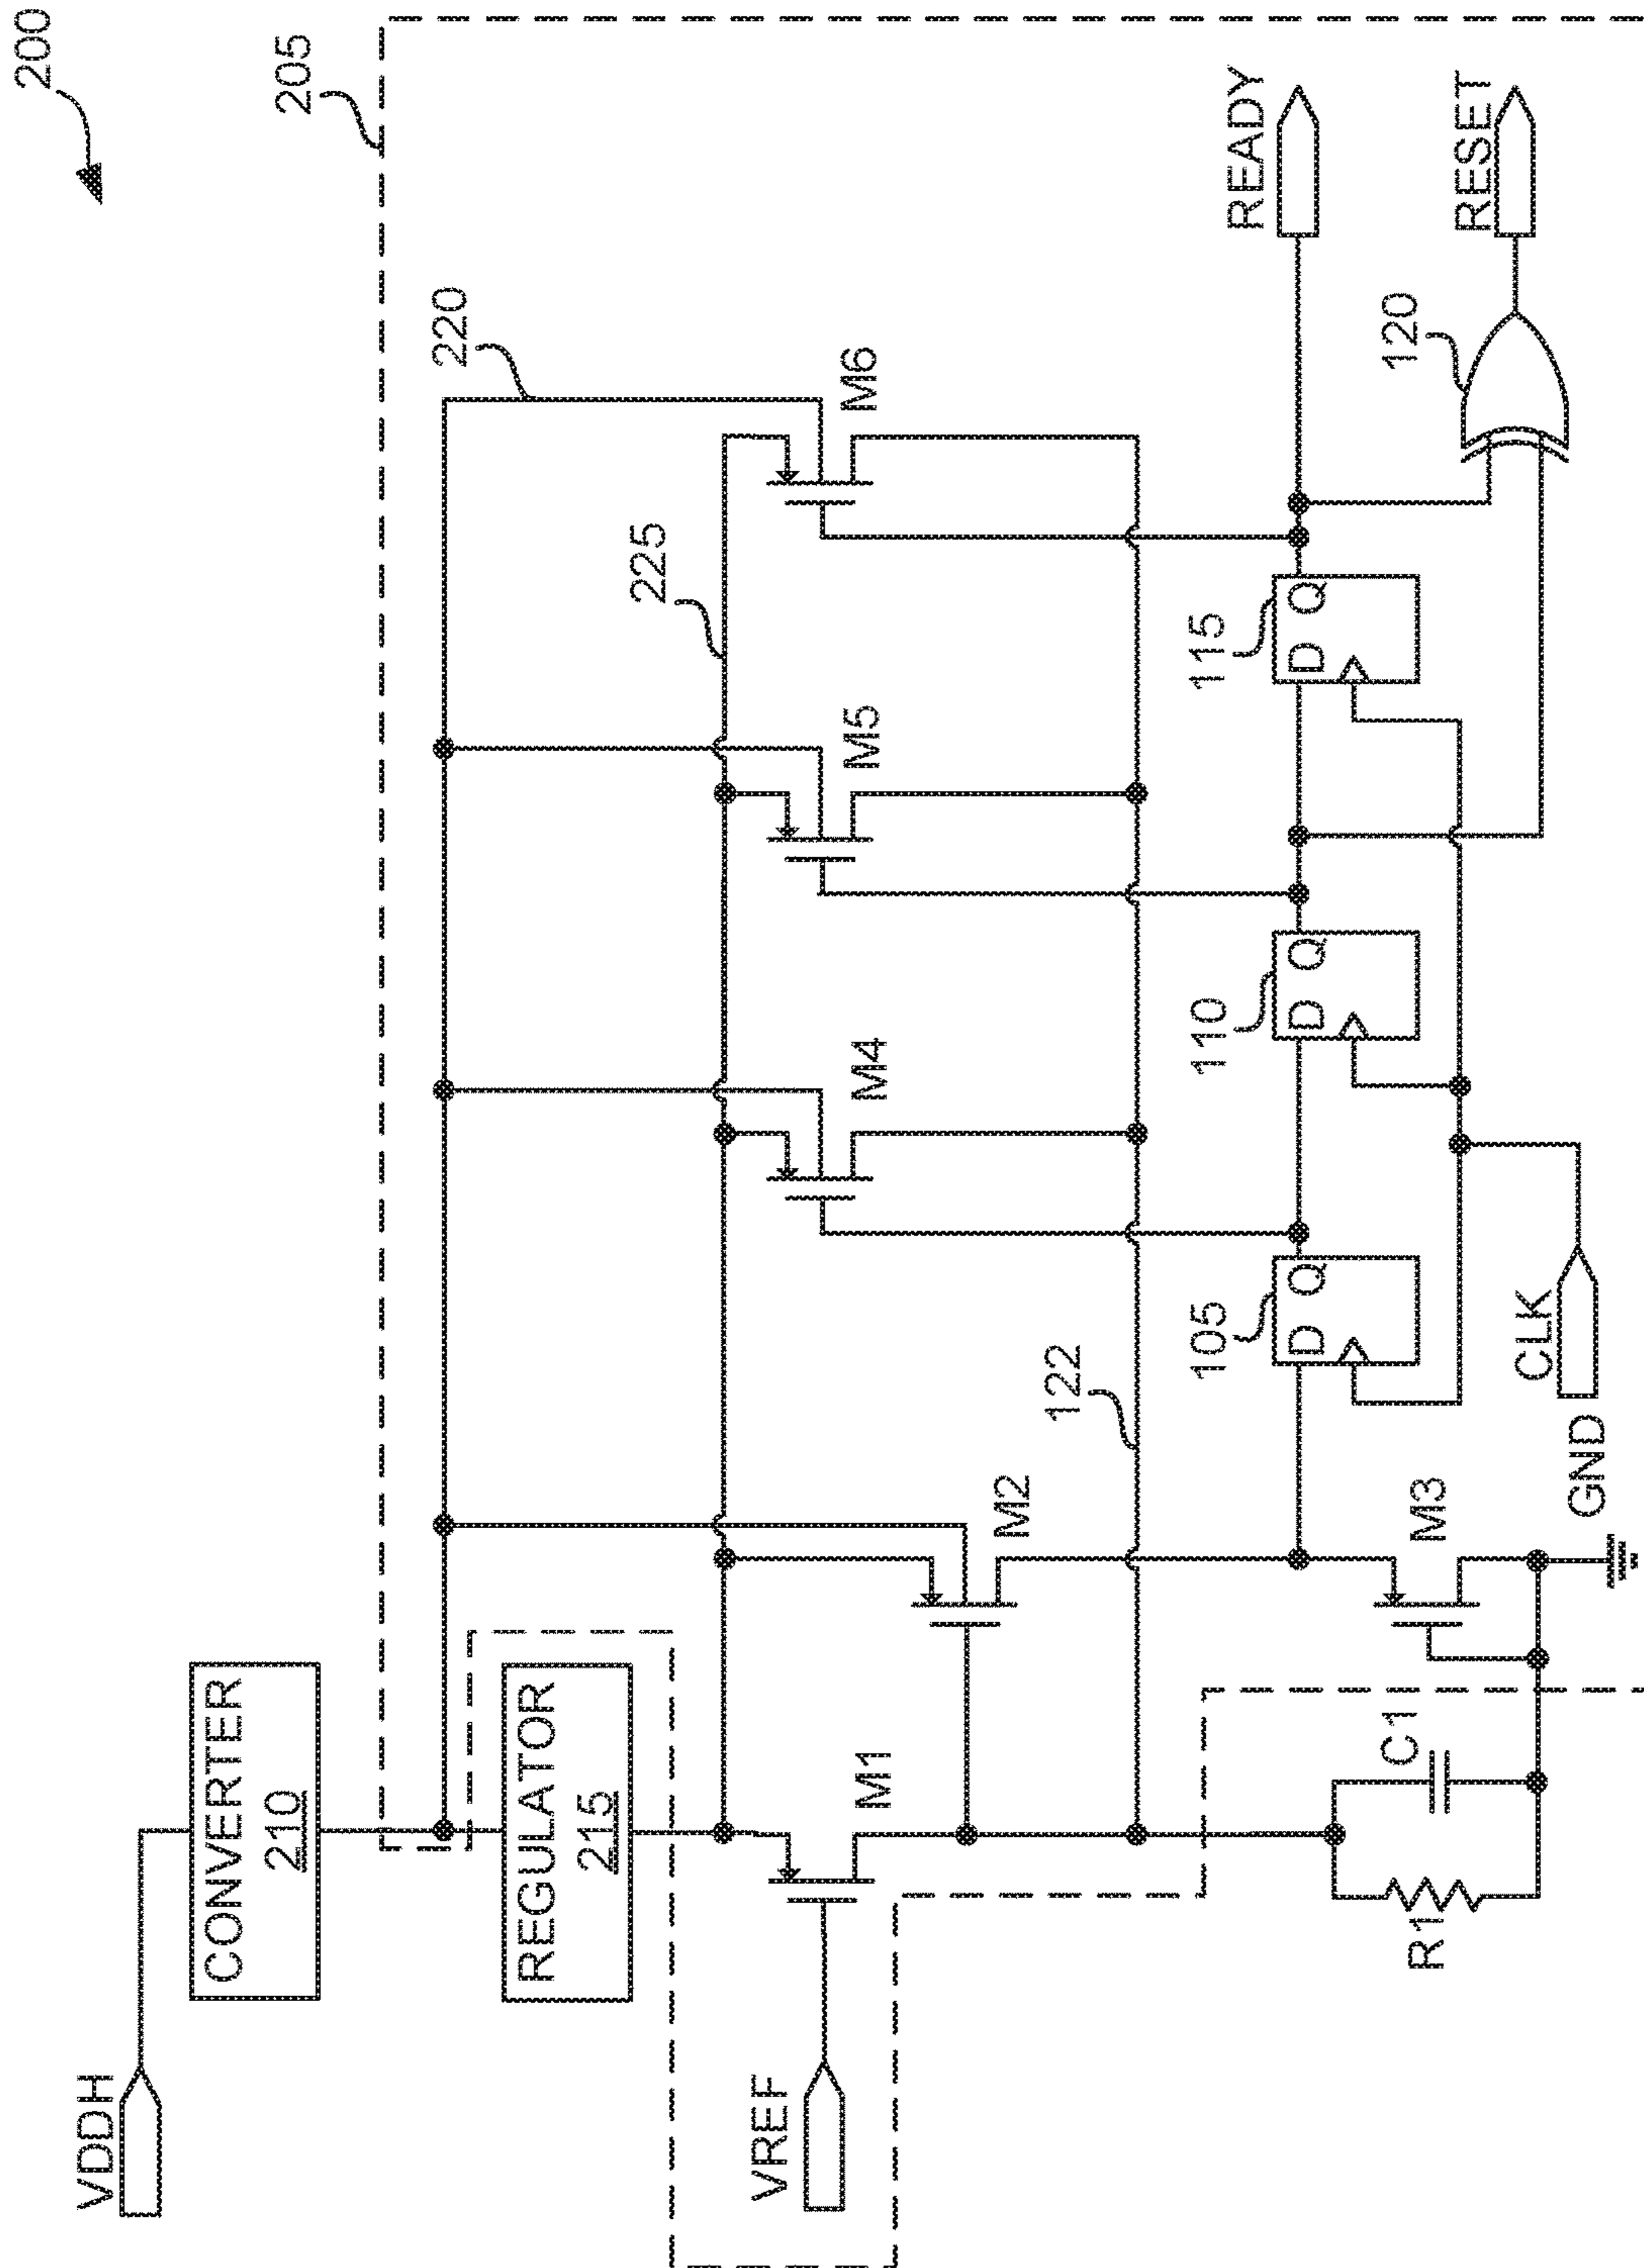 200
205
VDDH
CONVERTER
210
220
REGULATOR
215
225
VREF
M1
M2
M4
M5
M6
122
105
110
115
D Q
D Q
D Q
READY
R1
C1
M3
GND
CLK
120
RESET